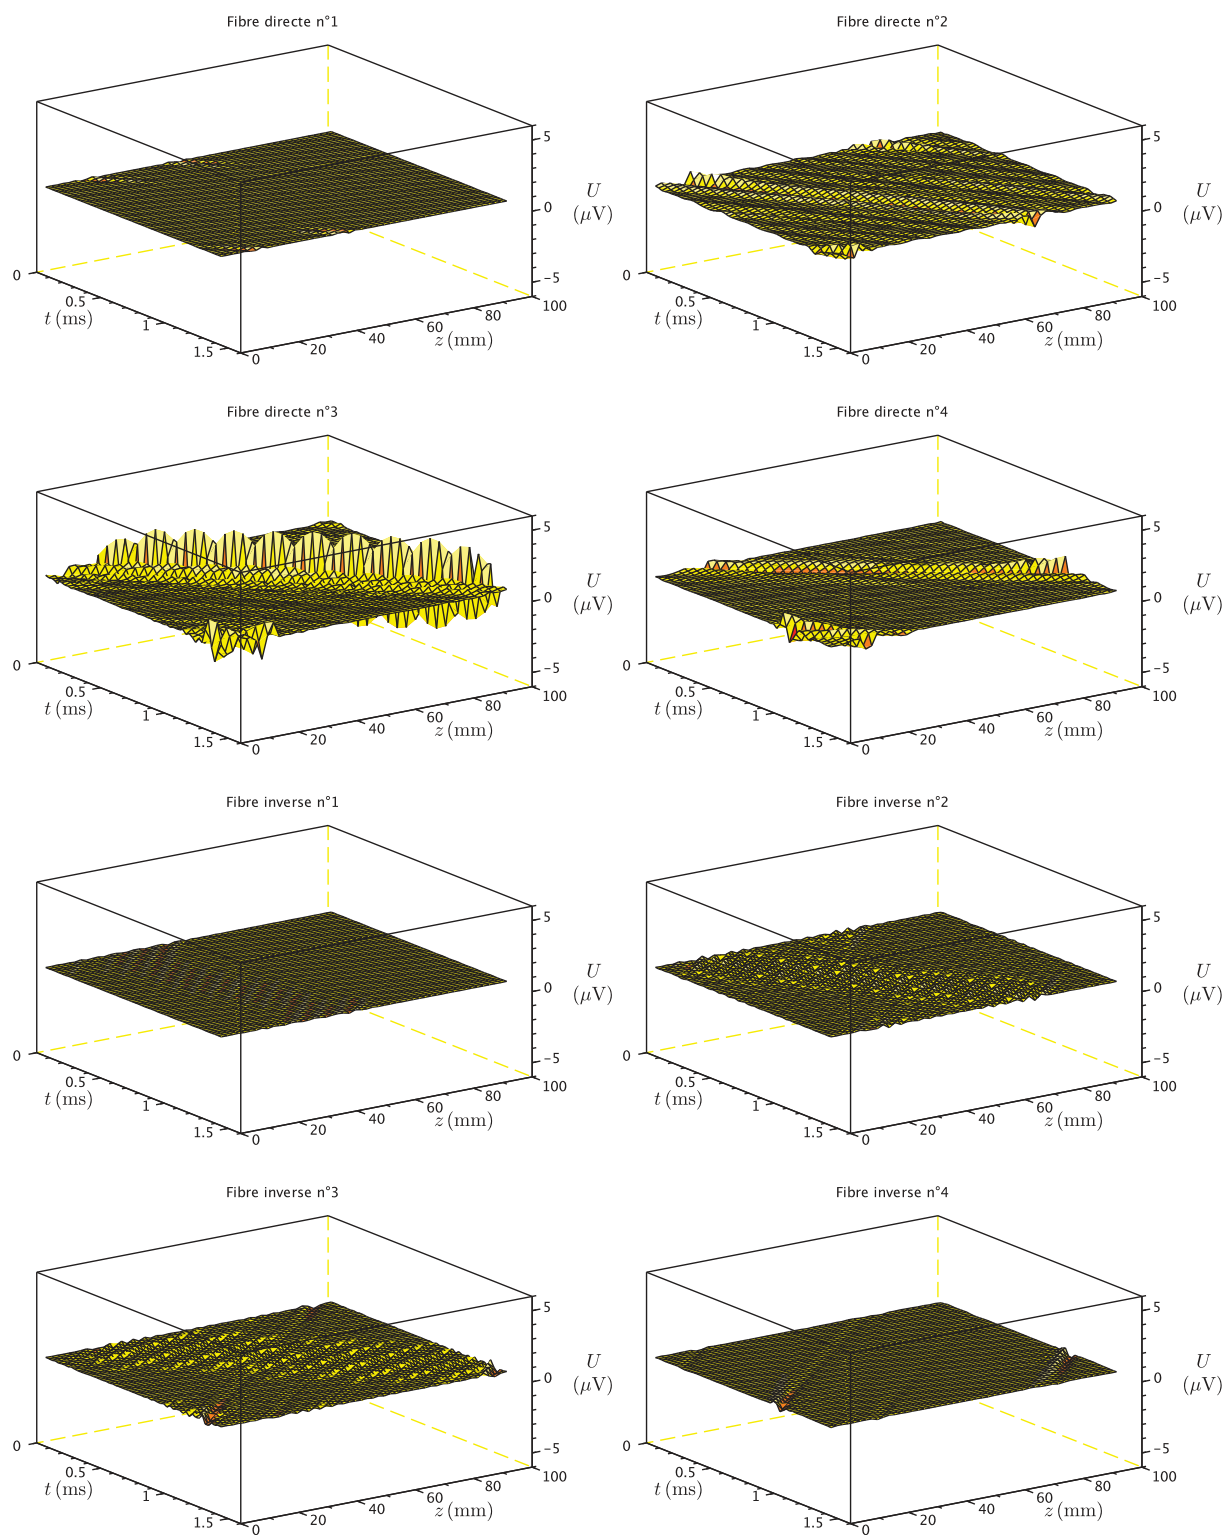 Fibre directe n°1
5
U
0
(μV)
-5
0
0.5
t (ms)
1
1.5
0
20
40
60
z (mm)
80
100
Fibre directe n°2
5
U
0
(μV)
-5
0
0.5
t (ms)
1
1.5
0
20
40
60
z (mm)
80
100
Fibre directe n°3
5
U
0
(μV)
-5
0
0.5
t (ms)
1
1.5
0
20
40
60
z (mm)
80
100
Fibre directe n°4
5
U
0
(μV)
-5
0
0.5
t (ms)
1
1.5
0
20
40
60
z (mm)
80
100
Fibre inverse n°1
5
U
0
(μV)
-5
0
0.5
t (ms)
1
1.5
0
20
40
60
z (mm)
80
100
Fibre inverse n°2
5
U
0
(μV)
-5
0
0.5
t (ms)
1
1.5
0
20
40
60
z (mm)
80
100
Fibre inverse n°3
5
U
0
(μV)
-5
0
0.5
t (ms)
1
1.5
0
20
40
60
z (mm)
80
100
Fibre inverse n°4
5
U
0
(μV)
-5
0
0.5
t (ms)
1
1.5
0
20
40
60
z (mm)
80
100